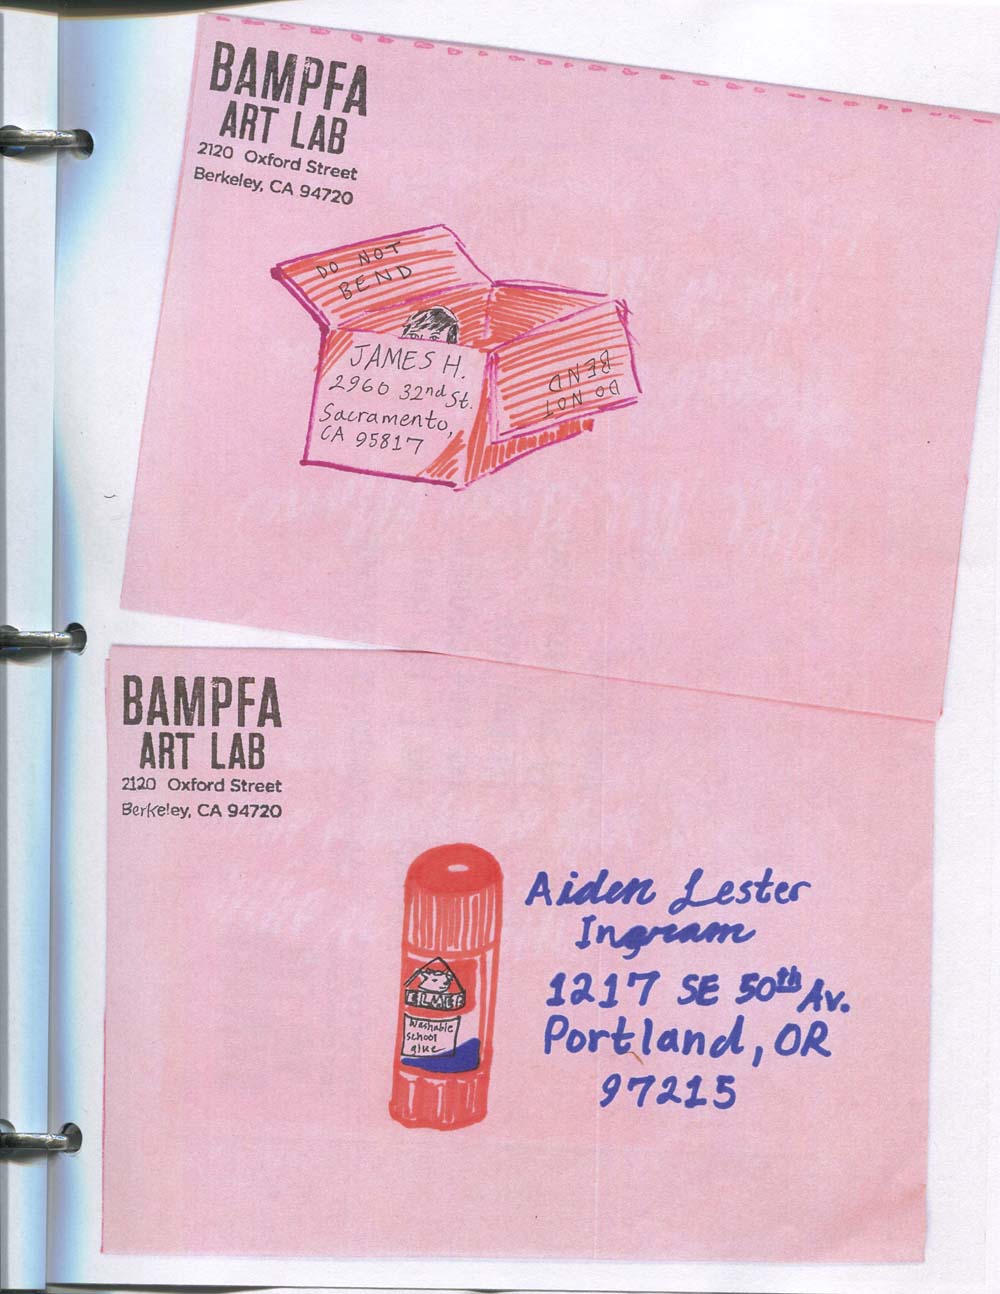 BAMPFA
ART LAB
2120 Oxford Street
Berkeley, CA 94720
DO NOT
BEND
JAMES H.
2960 32nd St.
Sacramento,
CA 95817
DO NOT
BEND
BAMPFA
ART LAB
2120 Oxford Street
Berkeley, CA 94720
ELMER
Washable
school
glue
Aiden Lester
Ingram
1217 SE 50th Av.
Portland, OR
97215